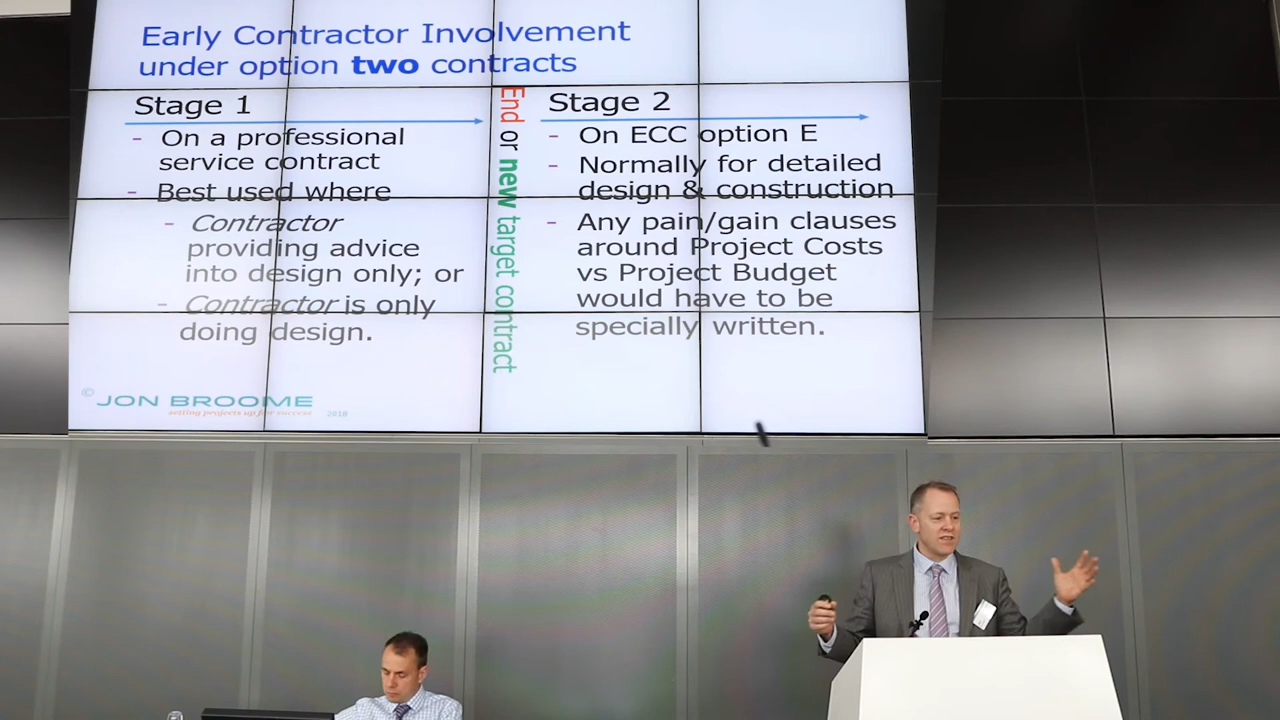 Early Contractor Involvement
under option two contracts
Stage 1
- On a professional
service contract
- Best used where
- Contractor
providing advice
into design only; or
- Contractor is only
doing design.
End or new target contract
Stage 2
- On ECC option E
- Normally for detailed
design & construction
- Any pain/gain clauses
around Project Costs
vs Project Budget
would have to be
specially written.
© JON BROOME
setting projects up for success 2018